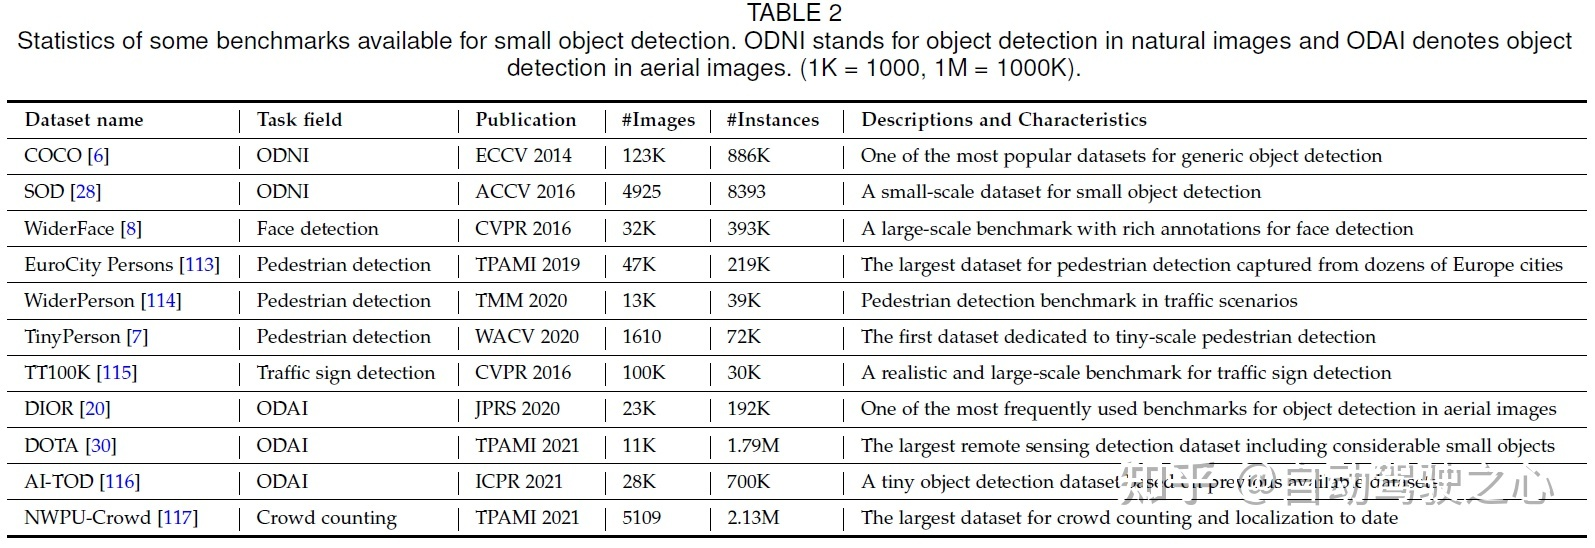 TABLE 2
Statistics of some benchmarks available for small object detection. ODNI stands for object detection in natural images and ODAI denotes object
detection in aerial images. (1K = 1000, 1M = 1000K).
Dataset name Task field Publication #Images #Instances Descriptions and Characteristics
COCO [6] ODNI ECCV 2014 123K 886K One of the most popular datasets for generic object detection
SOD [28] ODNI ACCV 2016 4925 8393 A small-scale dataset for small object detection
WiderFace [8] Face detection CVPR 2016 32K 393K A large-scale benchmark with rich annotations for face detection
EuroCity Persons [113] Pedestrian detection TPAMI 2019 47K 219K The largest dataset for pedestrian detection captured from dozens of Europe cities
WiderPerson [114] Pedestrian detection TMM 2020 13K 39K Pedestrian detection benchmark in traffic scenarios
TinyPerson [7] Pedestrian detection WACV 2020 1610 72K The first dataset dedicated to tiny-scale pedestrian detection
TT100K [115] Traffic sign detection CVPR 2016 100K 30K A realistic and large-scale benchmark for traffic sign detection
DIOR [20] ODAI JPRS 2020 23K 192K One of the most frequently used benchmarks for object detection in aerial images
DOTA [30] ODAI TPAMI 2021 11K 1.79M The largest remote sensing detection dataset including considerable small objects
AI-TOD [116] ODAI ICPR 2021 28K 700K A tiny object detection dataset based on previous available datasets
NWPU-Crowd [117] Crowd counting TPAMI 2021 5109 2.13M The largest dataset for crowd counting and localization to date
知乎 @自动驾驶之心